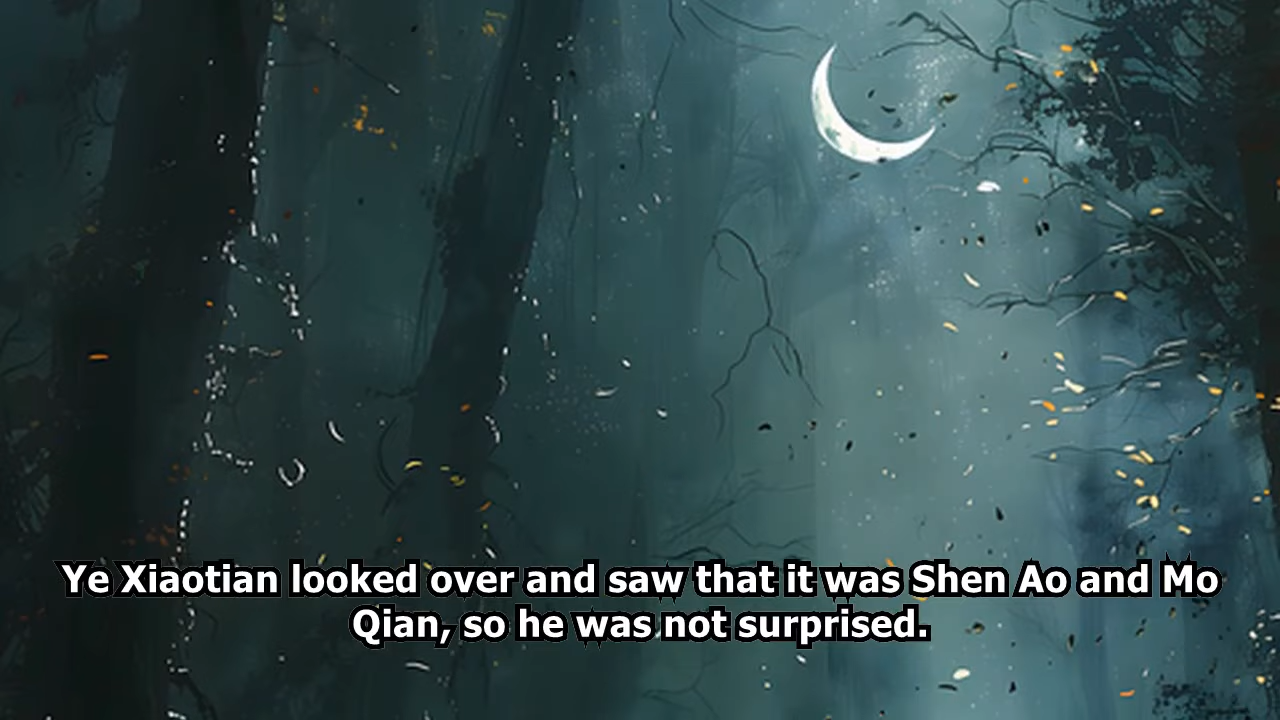 Ye Xiaotian looked over and saw that it was Shen Ao and Mo
Qian, so he was not surprised.